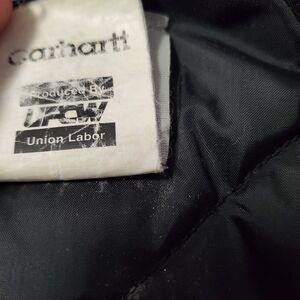 carhartt
Produced By
UFCW
Union Labor